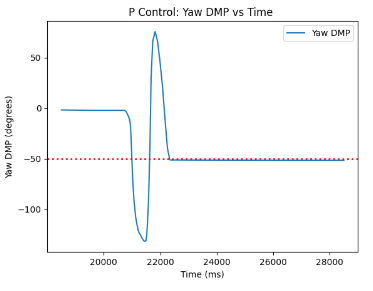 P Control: Yaw DMP vs Time
Yaw DMP
50
0
−50
−100
Yaw DMP (degrees)
20000 22000 24000 26000 28000
Time (ms)